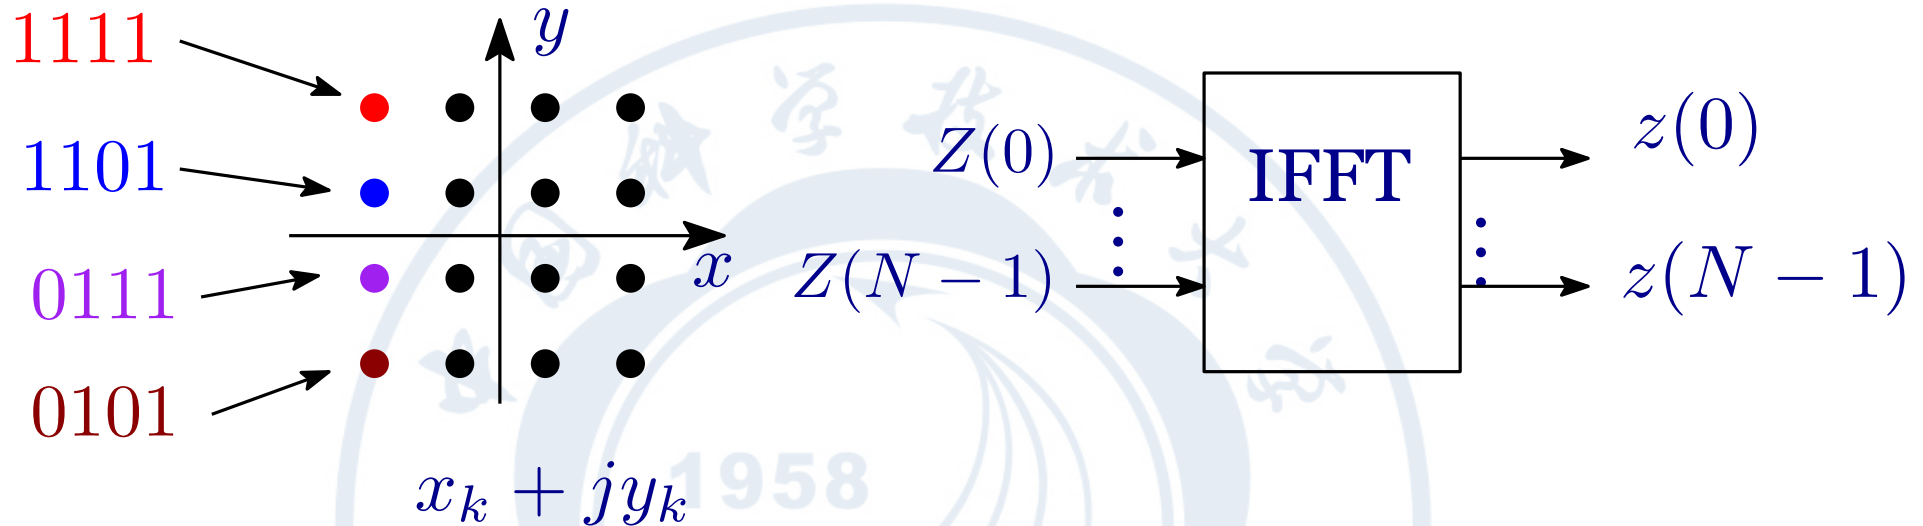 1111
1101
0111
0101
y
x
x_k + jy_k
Z(0)
Z(N − 1)
IFFT
z(0)
z(N − 1)
1958